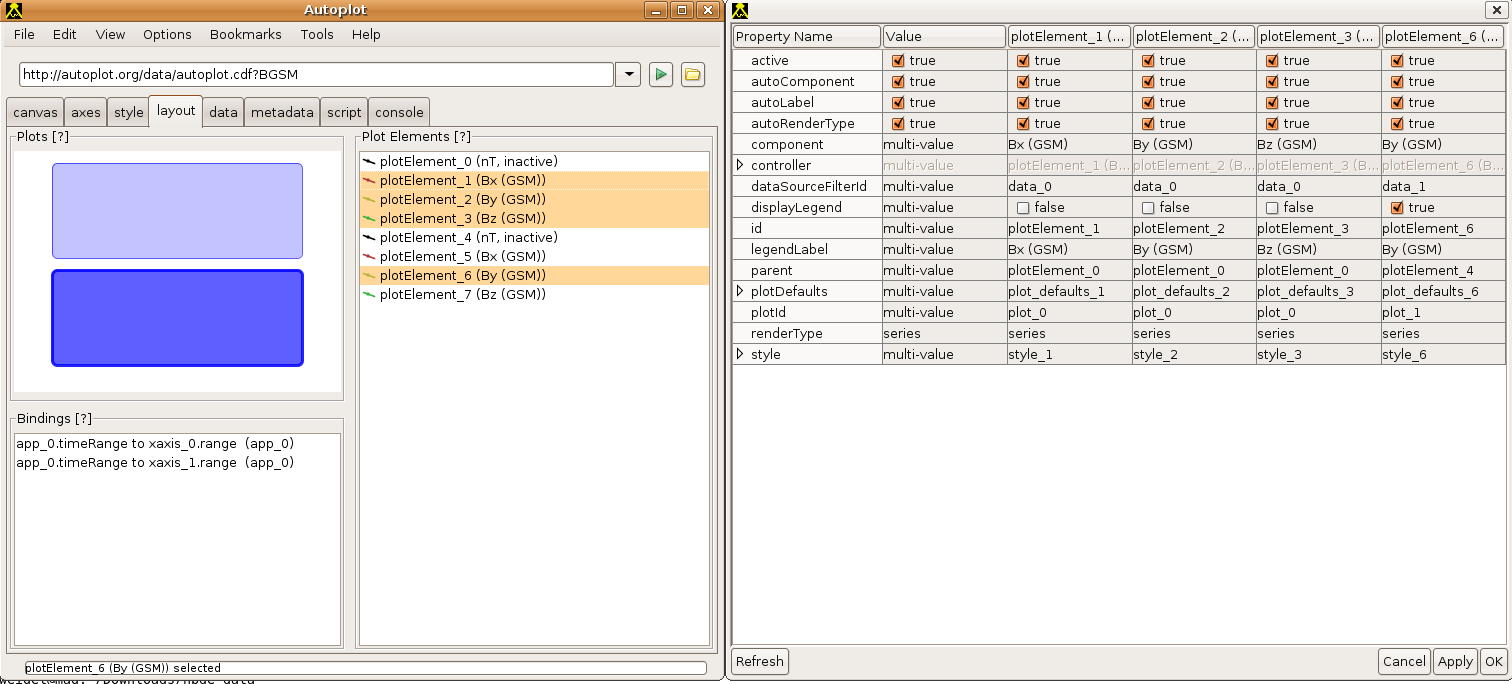 Autoplot
File Edit View Options Bookmarks Tools Help
http://autoplot.org/data/autoplot.cdf?BGSM
canvas axes style layout data metadata script console
Plots [?]
Plot Elements [?]
plotElement_0 (nT, inactive)
plotElement_1 (Bx (GSM))
plotElement_2 (By (GSM))
plotElement_3 (Bz (GSM))
plotElement_4 (nT, inactive)
plotElement_5 (Bx (GSM))
plotElement_6 (By (GSM))
plotElement_7 (Bz (GSM))
Bindings [?]
app_0.timeRange to xaxis_0.range (app_0)
app_0.timeRange to xaxis_1.range (app_0)
plotElement_6 (By (GSM)) selected
Property Name Value plotElement_1 (... plotElement_2 (... plotElement_3 (... plotElement_6 (...
active true true true true true
autoComponent true true true true true
autoLabel true true true true true
autoRenderType true true true true true
component multi-value Bx (GSM) By (GSM) Bz (GSM) By (GSM)
controller multi-value plotElement_1 (B... plotElement_2 (B... plotElement_3 (B... plotElement_6 (B...
dataSourceFilterId multi-value data_0 data_0 data_0 data_1
displayLegend multi-value false false false true
id multi-value plotElement_1 plotElement_2 plotElement_3 plotElement_6
legendLabel multi-value Bx (GSM) By (GSM) Bz (GSM) By (GSM)
parent multi-value plotElement_0 plotElement_0 plotElement_0 plotElement_4
plotDefaults multi-value plot_defaults_1 plot_defaults_2 plot_defaults_3 plot_defaults_6
plotId multi-value plot_0 plot_0 plot_0 plot_1
renderType series series series series series
style multi-value style_1 style_2 style_3 style_6
Refresh Cancel Apply OK